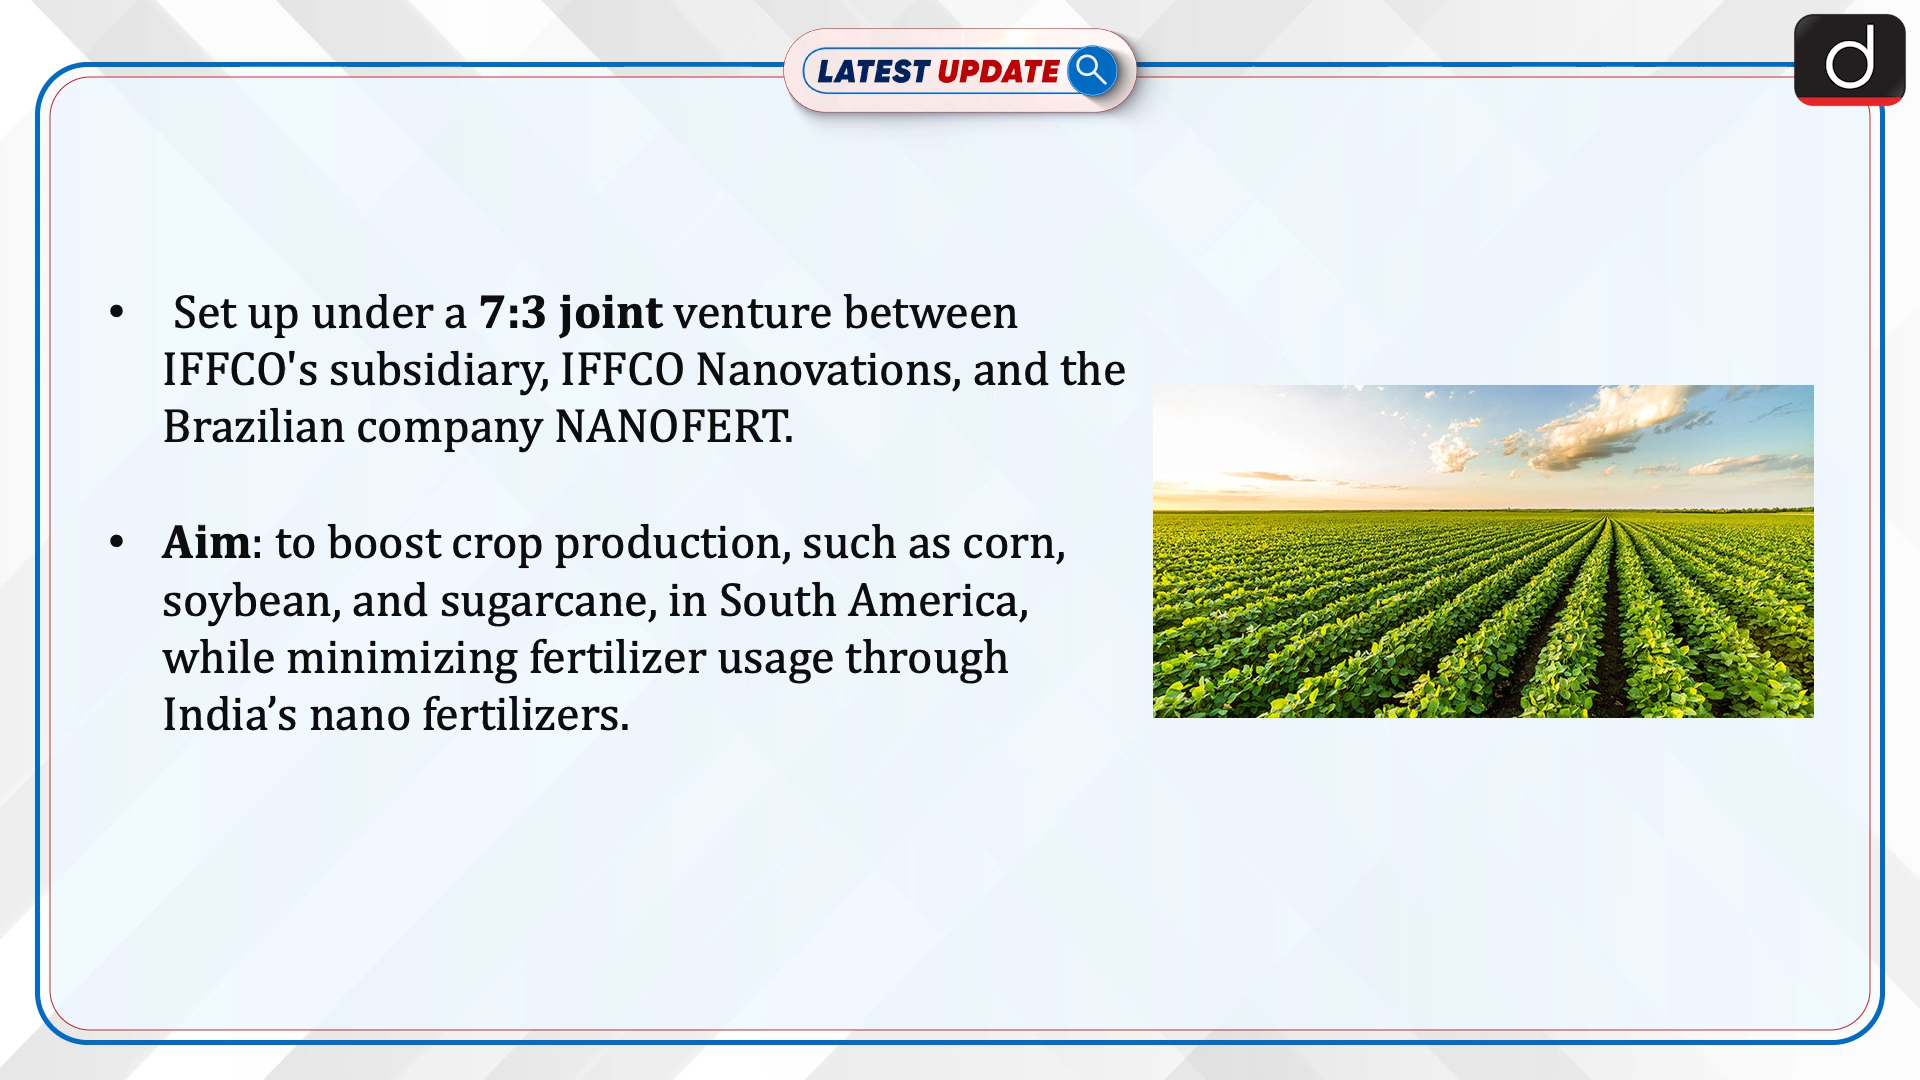 LATEST UPDATE
d
• Set up under a 7:3 joint venture between
IFFCO's subsidiary, IFFCO Nanovations, and the
Brazilian company NANOFERT.
• Aim: to boost crop production, such as corn,
soybean, and sugarcane, in South America,
while minimizing fertilizer usage through
India’s nano fertilizers.